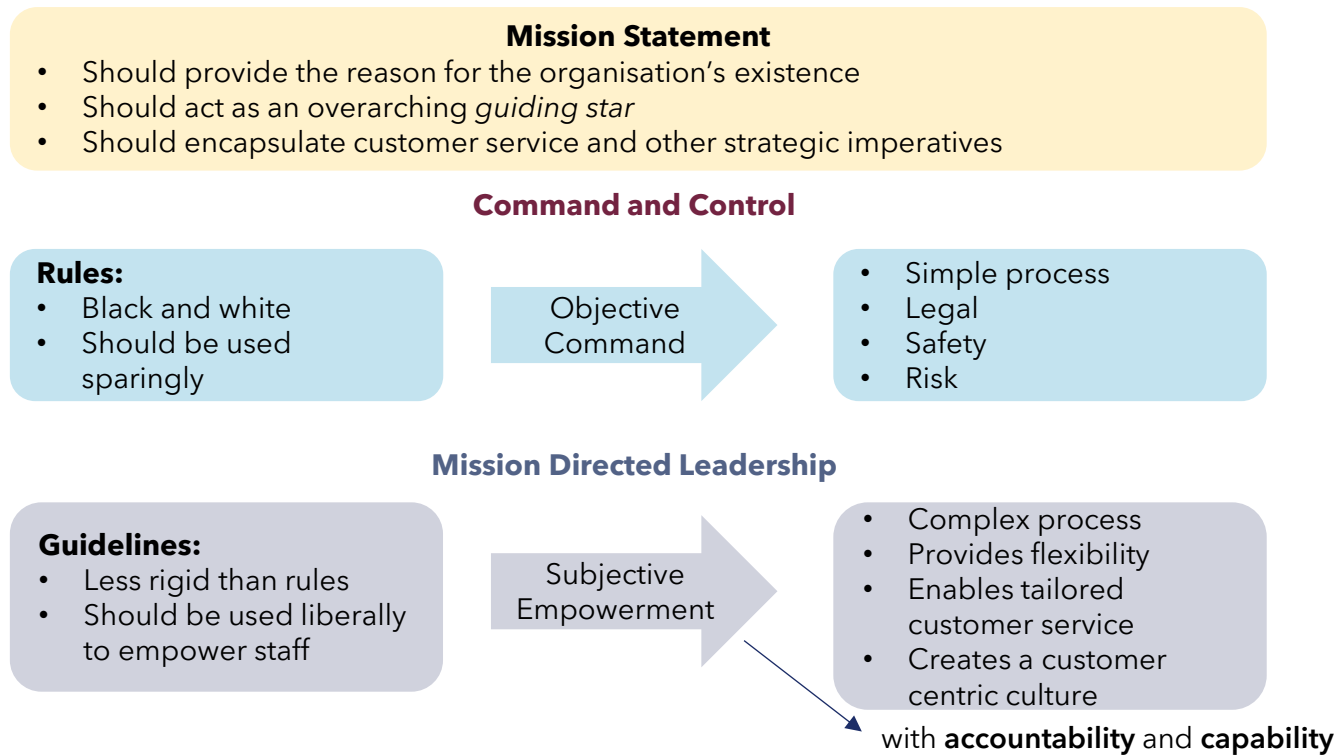 Mission Statement
• Should provide the reason for the organisation's existence
• Should act as an overarching guiding star
• Should encapsulate customer service and other strategic imperatives
Command and Control
Rules:
• Black and white
• Should be used
sparingly
Objective
Command
• Simple process
• Legal
• Safety
• Risk
Mission Directed Leadership
Guidelines:
• Less rigid than rules
• Should be used liberally
to empower staff
Subjective
Empowerment
• Complex process
• Provides flexibility
• Enables tailored
customer service
• Creates a customer
centric culture
with accountability and capability